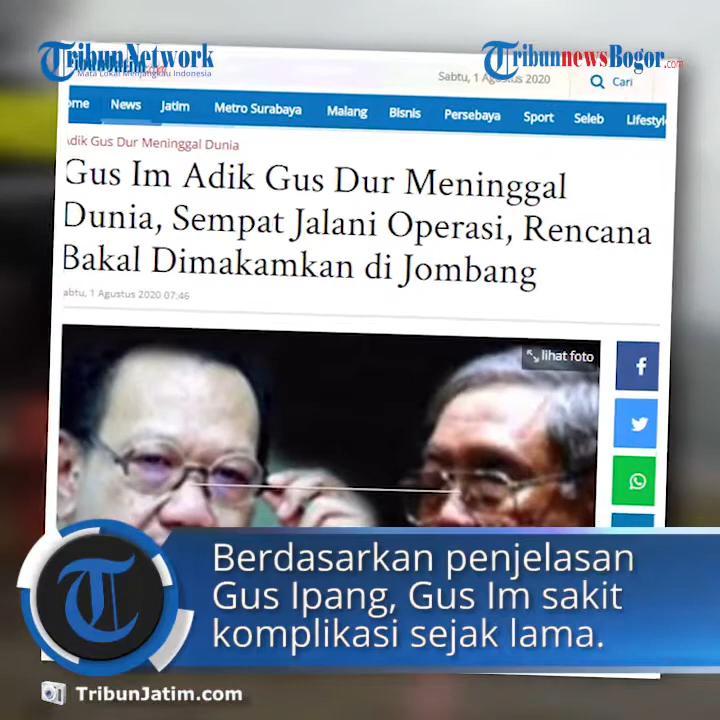 TribunNetwork
Mata Lokal Menjangkau Indonesia
TribunJatim.com
TribunnewsBogor.com
Sabtu, 1 Agustus 2020
Cari
ome News Jatim Metro Surabaya Malang Bisnis Persebaya Sport Seleb Lifestyle
Adik Gus Dur Meninggal Dunia
Gus Im Adik Gus Dur Meninggal
Dunia, Sempat Jalani Operasi, Rencana
Bakal Dimakamkan di Jombang
abtu, 1 Agustus 2020 07:46
lihat foto
Berdasarkan penjelasan
Gus Ipang, Gus Im sakit
komplikasi sejak lama.
TribunJatim.com